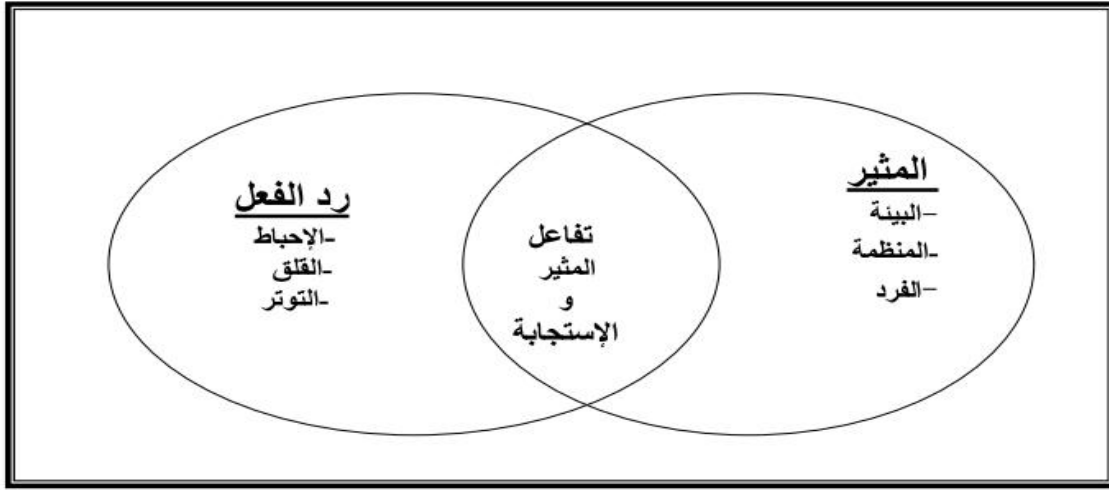 المثير
-البيئة
-المنظمة
-الفرد
تفاعل
المثير
و
الإستجابة
رد الفعل
-الإحباط
-القلق
-التوتر